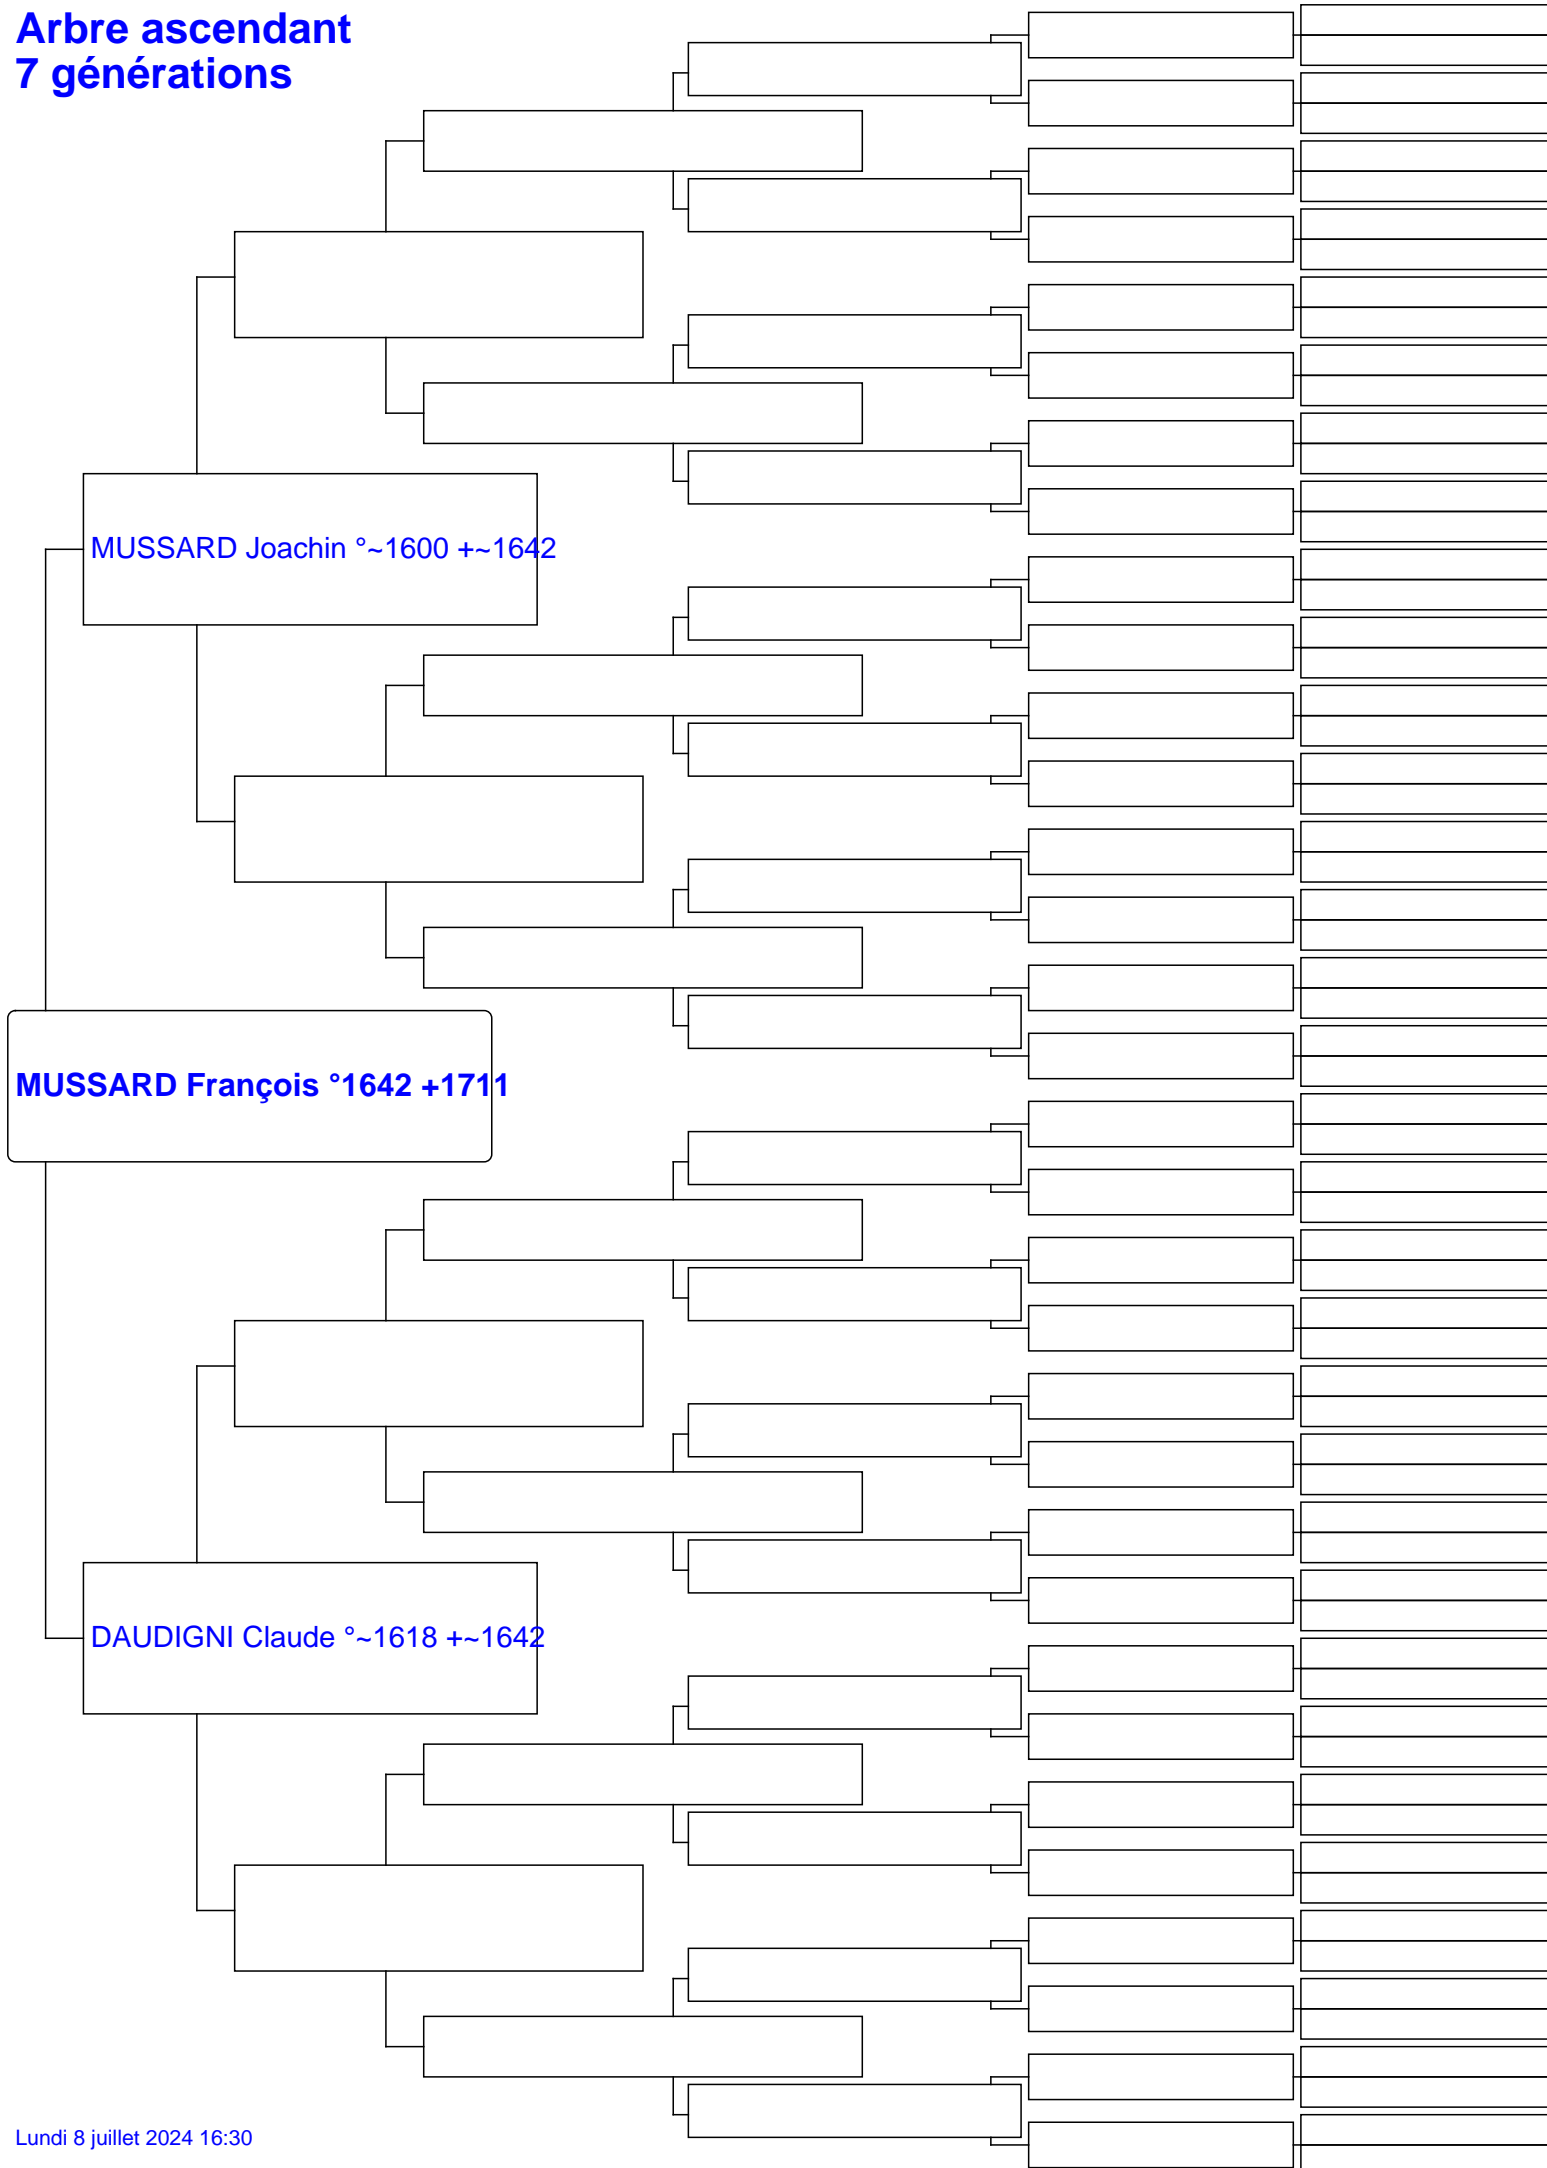 Arbre ascendant
7 générations
MUSSARD Joachin °~1600 +~1642
MUSSARD François °1642 +1711
DAUDIGNI Claude °~1618 +~1642
Lundi 8 juillet 2024 16:30